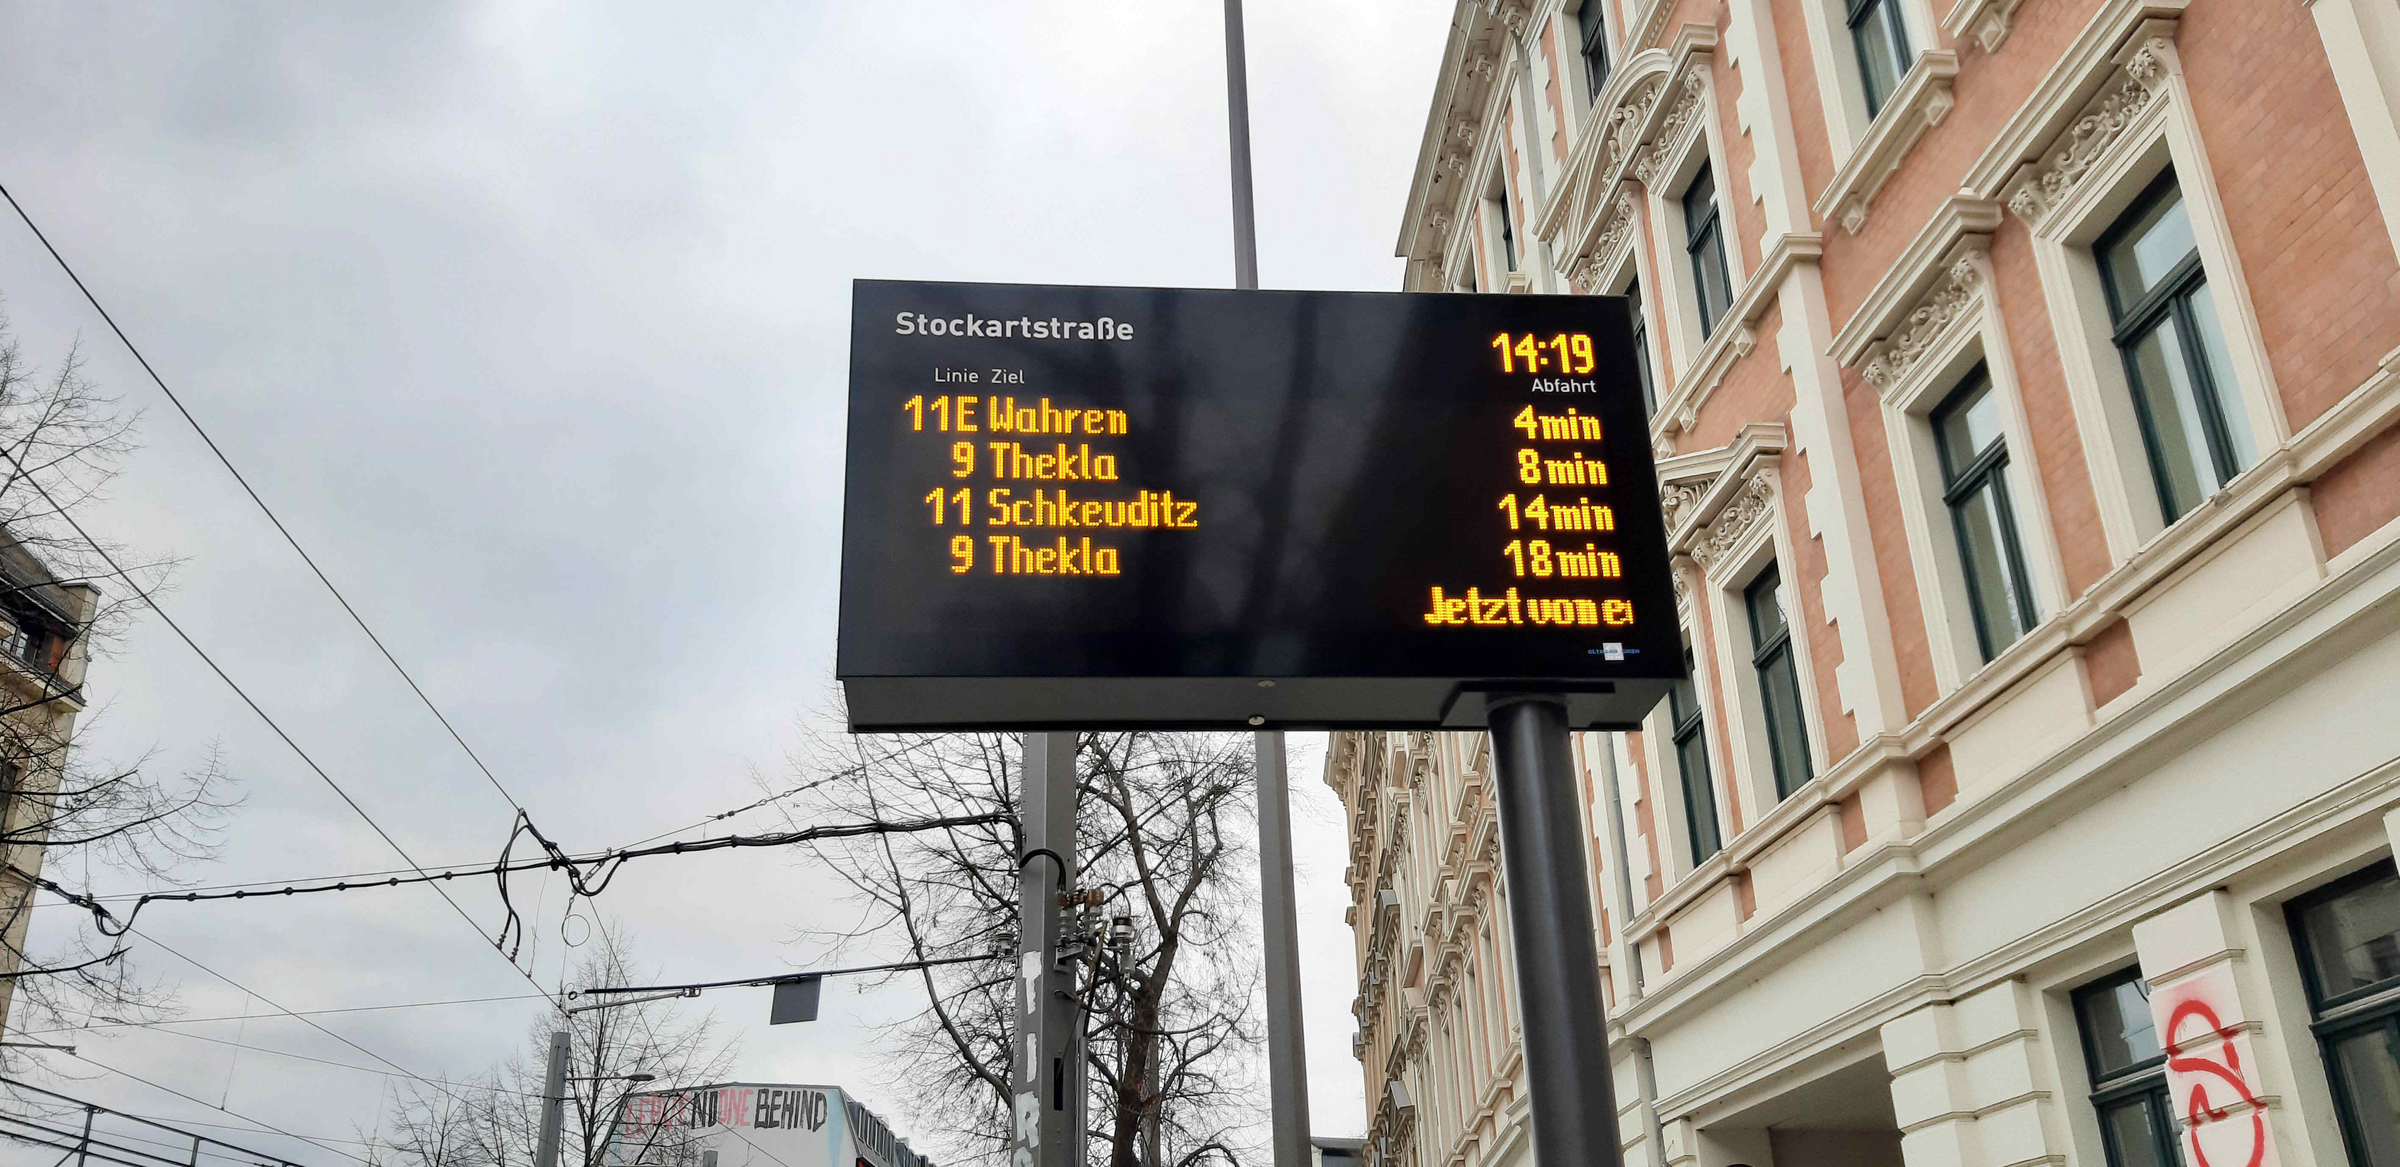 Stockartstraße
14:19
Linie Ziel Abfahrt
11E Wahren 4min
9 Thekla 8min
11 Schkeuditz 14min
9 Thekla 18min
Jetzt von
LEAVE NO ONE BEHIND